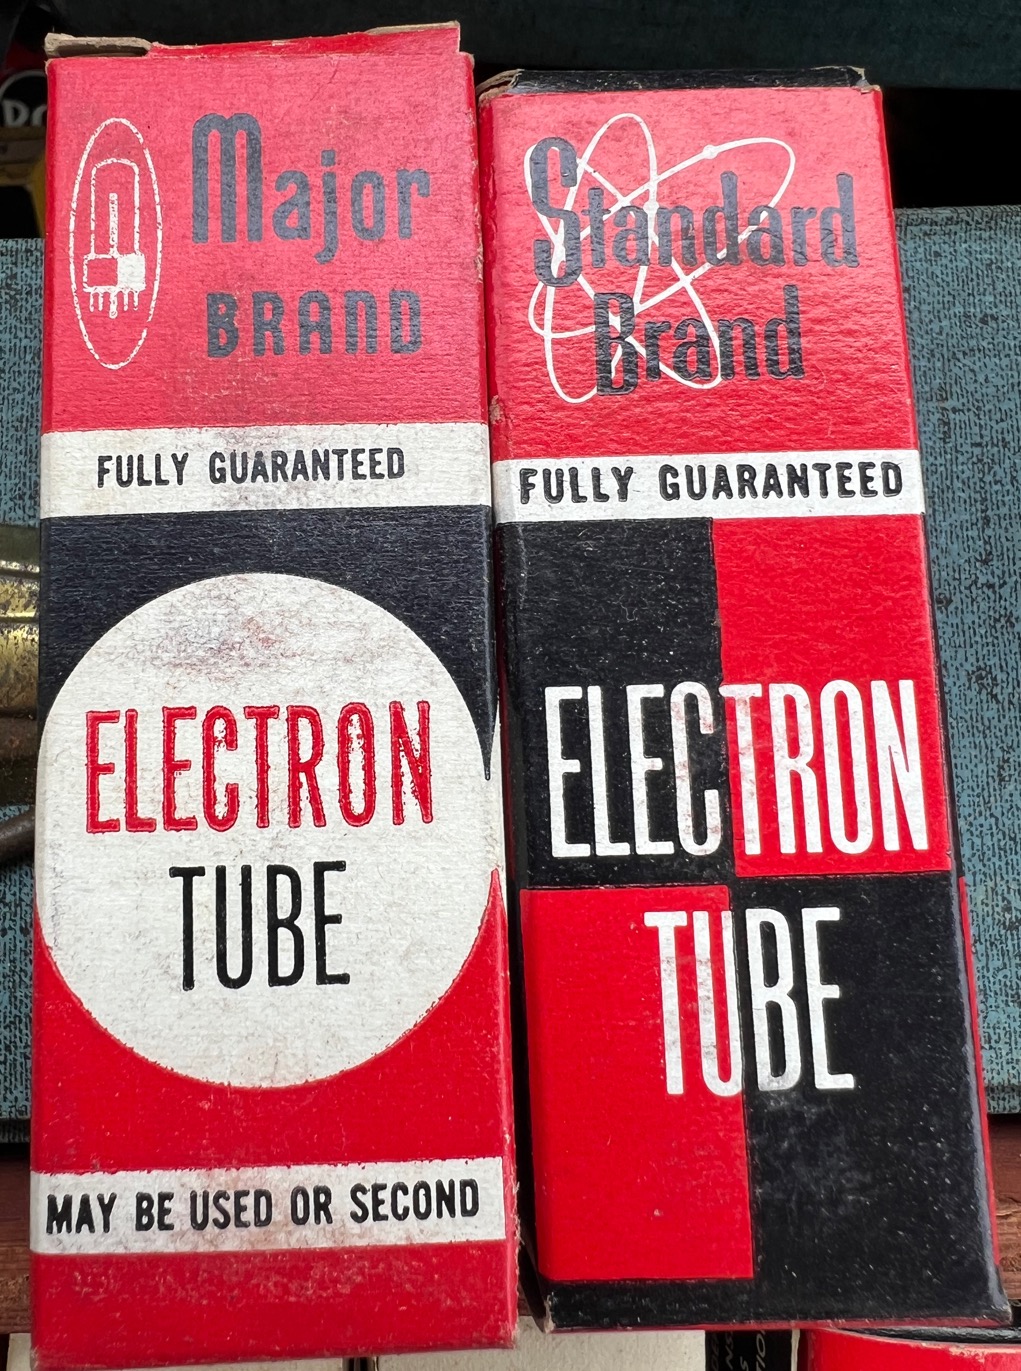 Major
BRAND
FULLY GUARANTEED
ELECTRON
TUBE
MAY BE USED OR SECOND
Standard
Brand
FULLY GUARANTEED
ELECTRON
TUBE